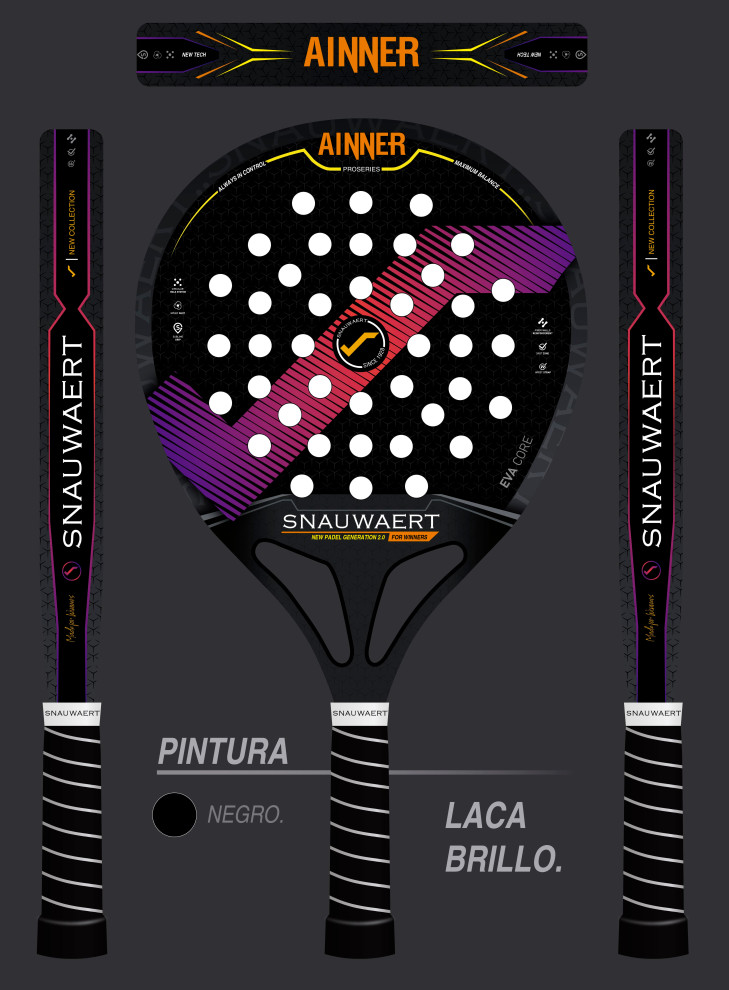 NEW TECH
AINNER
NEW TECH
AINNER
PROSERIES
ALWAYS IN CONTROL
MAXIMUM BALANCE
NEW COLLECTION
SNAUWAERT
SNAUWAERT
SINCE 1928
EVA CORE
SNAUWAERT
NEW PADEL GENERATION 2.0
FOR WINNERS
NEW COLLECTION
SNAUWAERT
SNAUWAERT
SNAUWAERT
SNAUWAERT
PINTURA
NEGRO.
LACA
BRILLO.